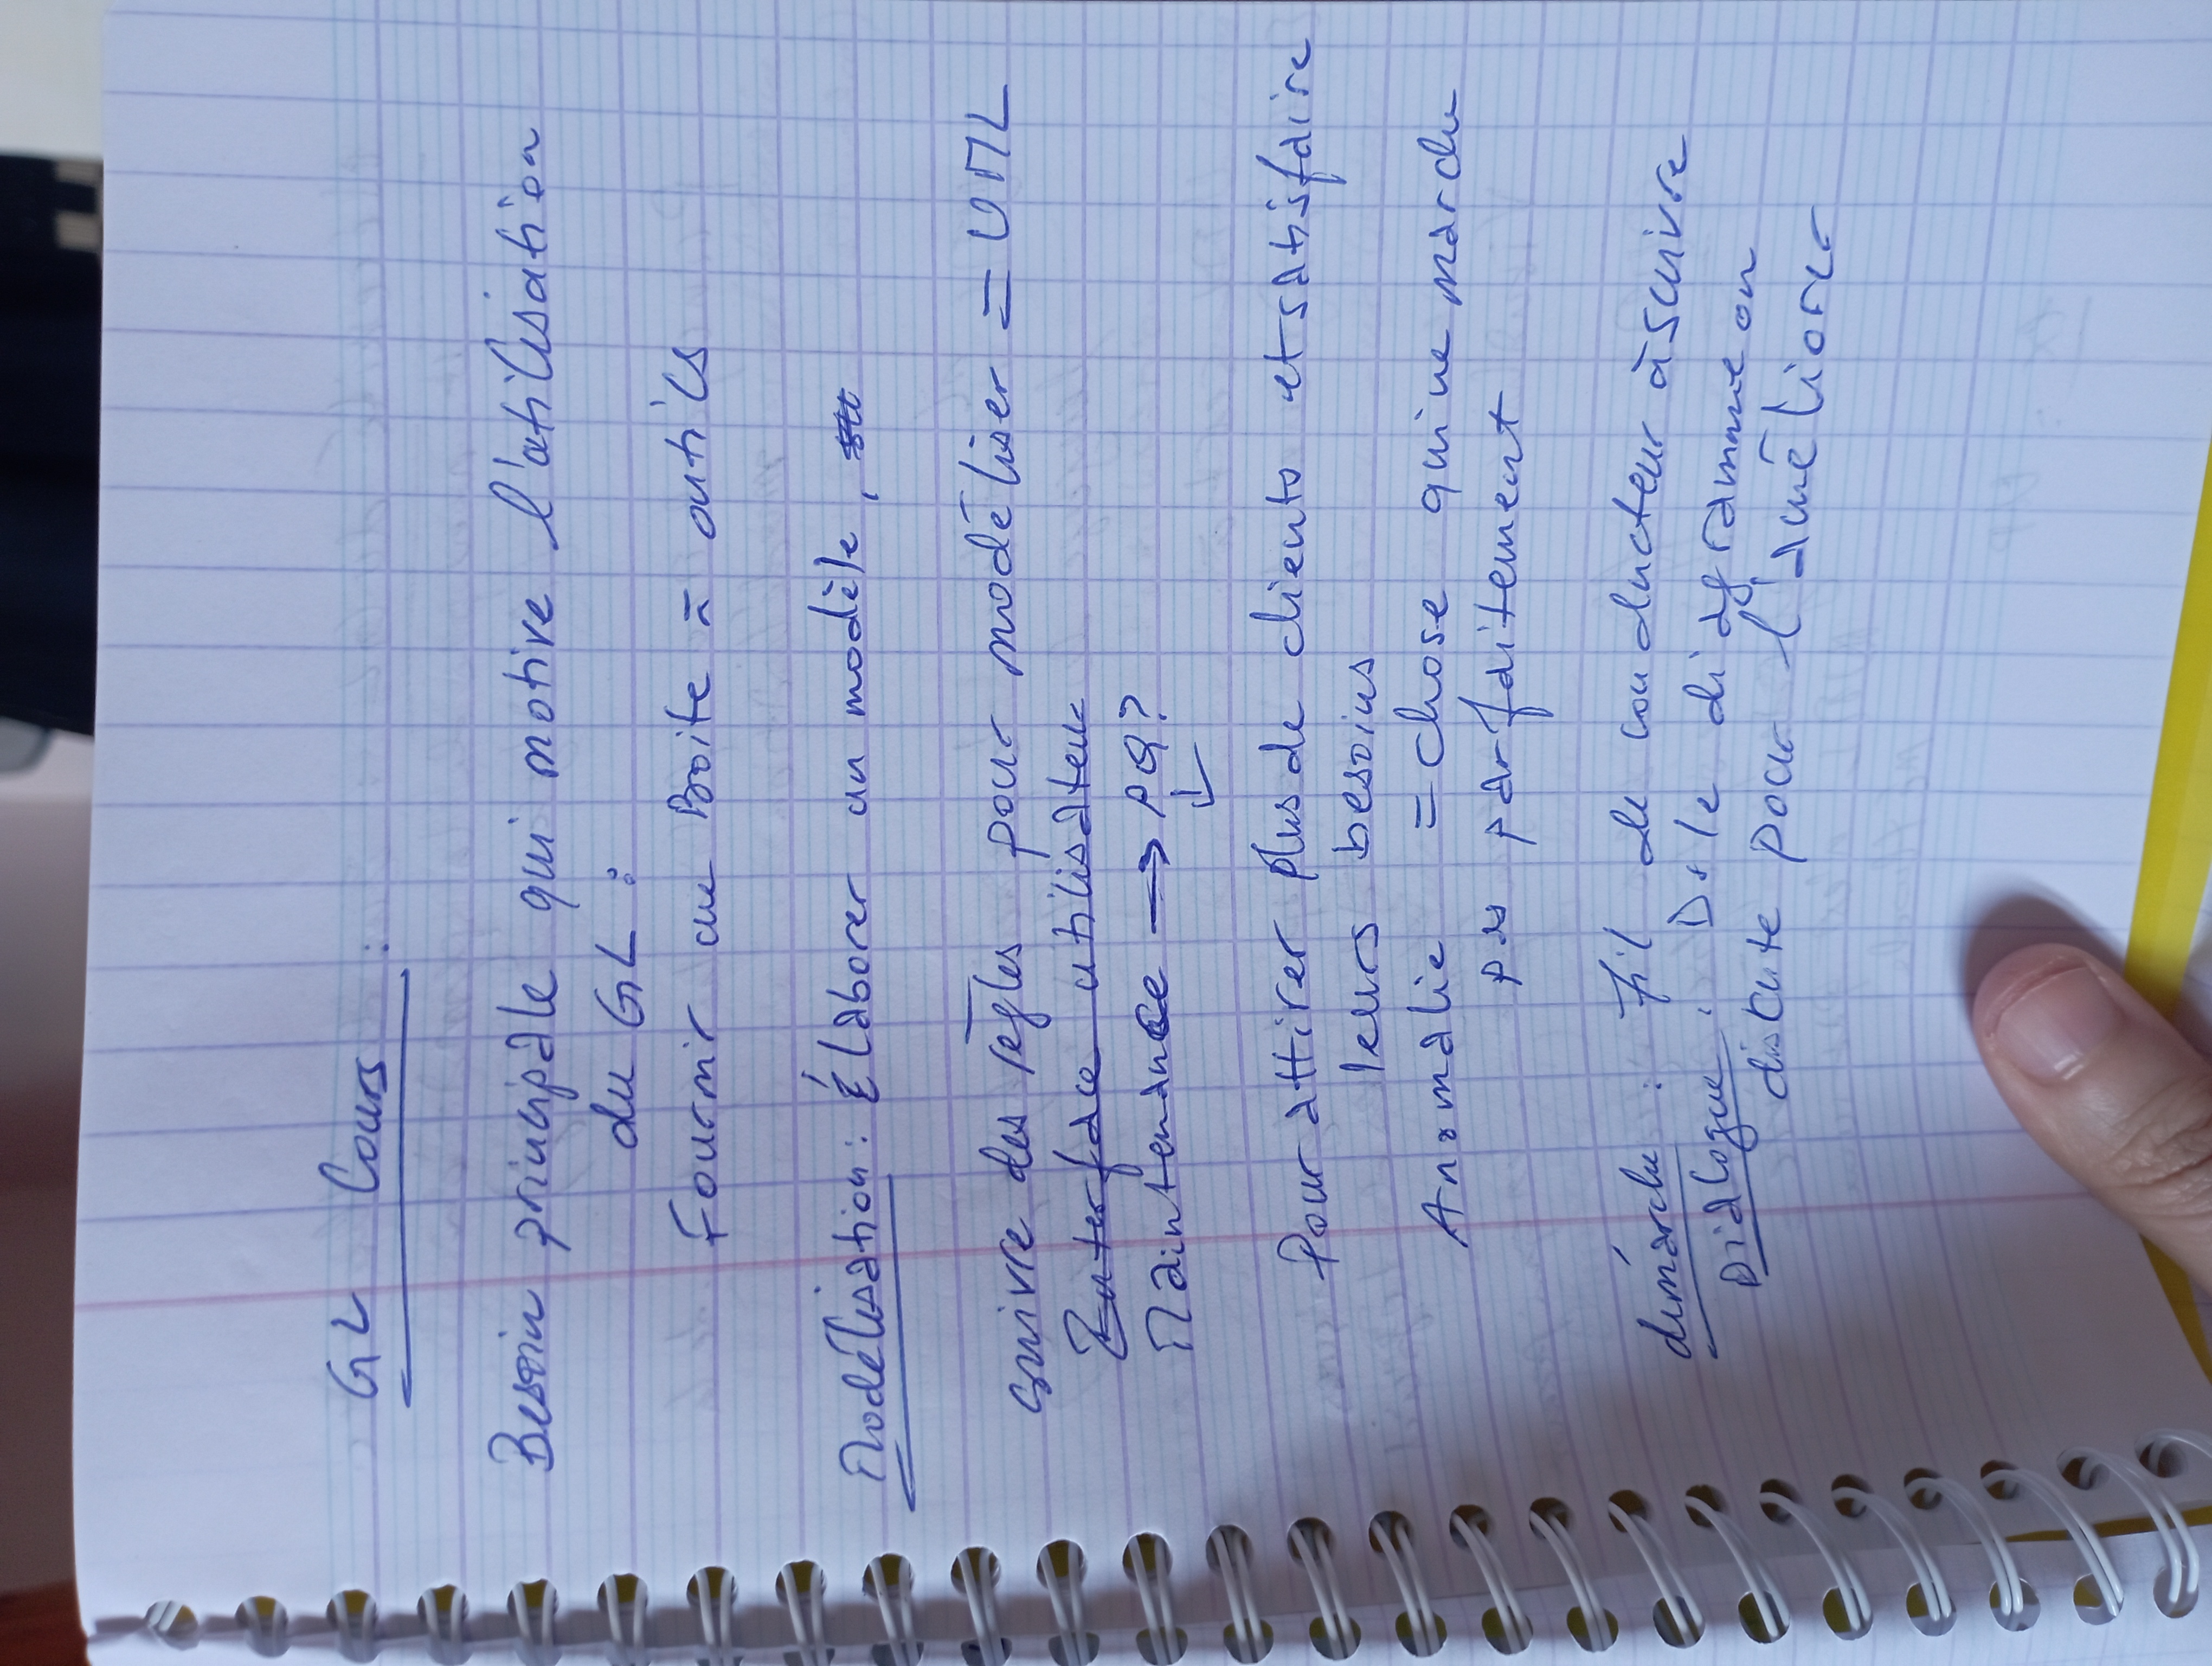 GL Cours :
Besoin principale qui motive l'utilisation
du GL :
Fournir une Boite = outils
Modélisation : Élaborer un modèle,
suivre des règles pour modéliser = UML
Interface utilisateur
Maintenance → PQ?
↓
Pour attirer plus de clients et satisfaire
leurs besoins
Anomalie = chose qui ne marche
pas parfaitement
démarche : Fil de conducteur à suivre
Dialogue : Ds le diagramme on
discute pour l'améliorer